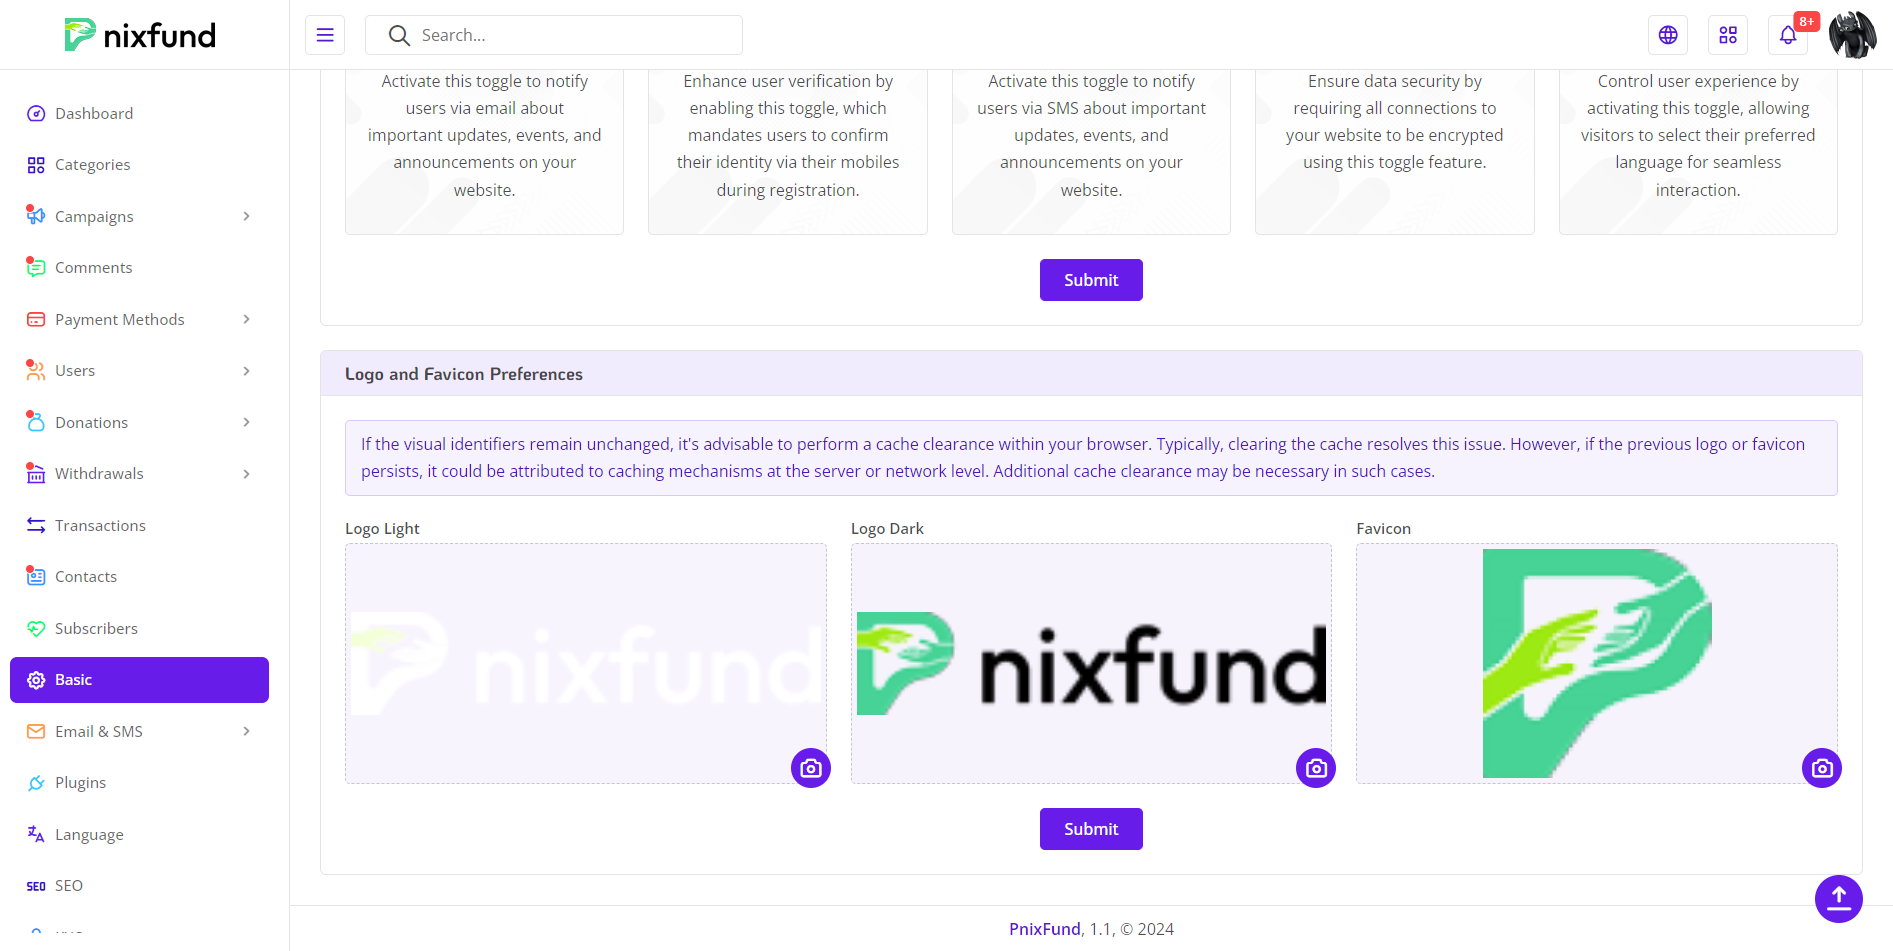 nixfund
Search...
8+
Dashboard
Categories
Campaigns
Comments
Payment Methods
Users
Donations
Withdrawals
Transactions
Contacts
Subscribers
Basic
Email & SMS
Plugins
Language
SEO SEO
Activate this toggle to notify
users via email about
important updates, events, and
announcements on your
website.
Enhance user verification by
enabling this toggle, which
mandates users to confirm
their identity via their mobiles
during registration.
Activate this toggle to notify
users via SMS about important
updates, events, and
announcements on your
website.
Ensure data security by
requiring all connections to
your website to be encrypted
using this toggle feature.
Control user experience by
activating this toggle, allowing
visitors to select their preferred
language for seamless
interaction.
Submit
Logo and Favicon Preferences
If the visual identifiers remain unchanged, it's advisable to perform a cache clearance within your browser. Typically, clearing the cache resolves this issue. However, if the previous logo or favicon
persists, it could be attributed to caching mechanisms at the server or network level. Additional cache clearance may be necessary in such cases.
Logo Light
nixfund
Logo Dark
nixfund
Favicon
Submit
PnixFund, 1.1, © 2024